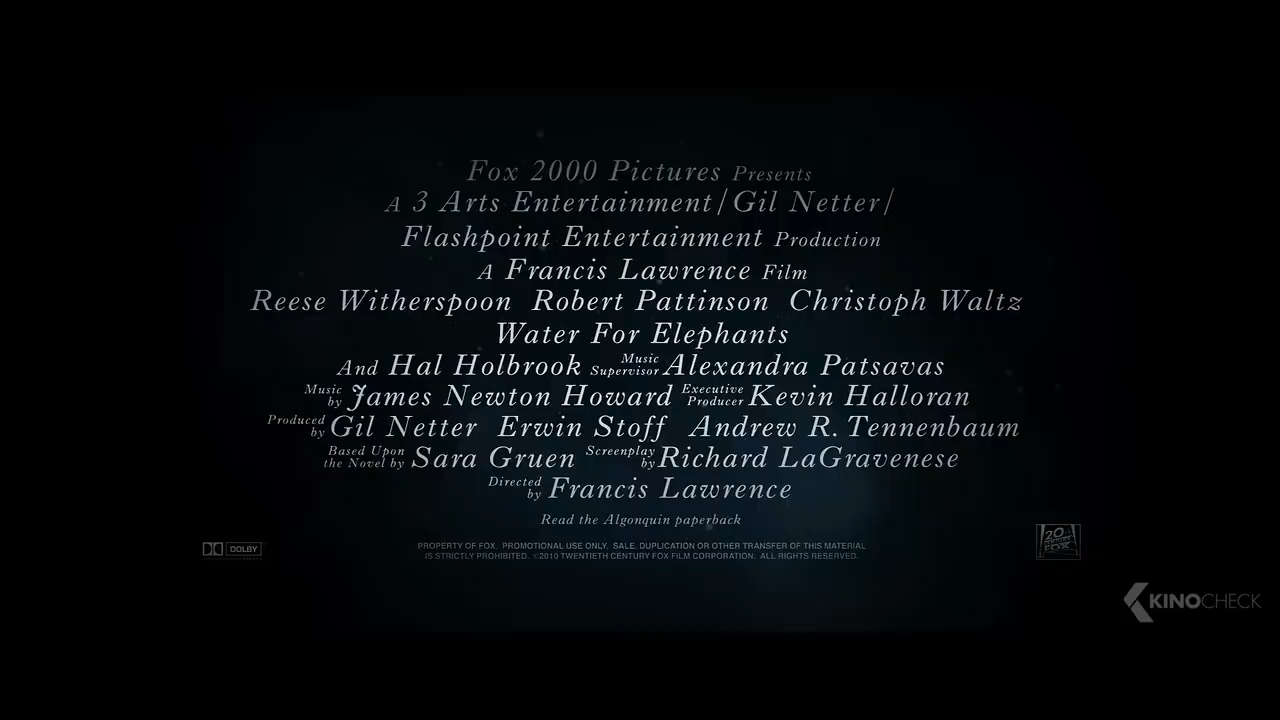 Fox 2000 Pictures Presents
A 3 Arts Entertainment/Gil Netter/
Flashpoint Entertainment Production
A Francis Lawrence Film
Reese Witherspoon Robert Pattinson Christoph Waltz
Water For Elephants
And Hal Holbrook Music Supervisor Alexandra Patsavas
Music by James Newton Howard Executive Producer Kevin Halloran
Produced by Gil Netter Erwin Stoff Andrew R. Tennenbaum
Based Upon the Novel by Sara Gruen Screenplay by Richard LaGravenese
Directed by Francis Lawrence
Read the Algonquin paperback
DOLBY
PROPERTY OF FOX. PROMOTIONAL USE ONLY. SALE. DUPLICATION OR OTHER TRANSFER OF THIS MATERIAL
IS STRICTLY PROHIBITED. ©2010 TWENTIETH CENTURY FOX FILM CORPORATION. ALL RIGHTS RESERVED.
20
CENTURY
FOX
KINOCHECK